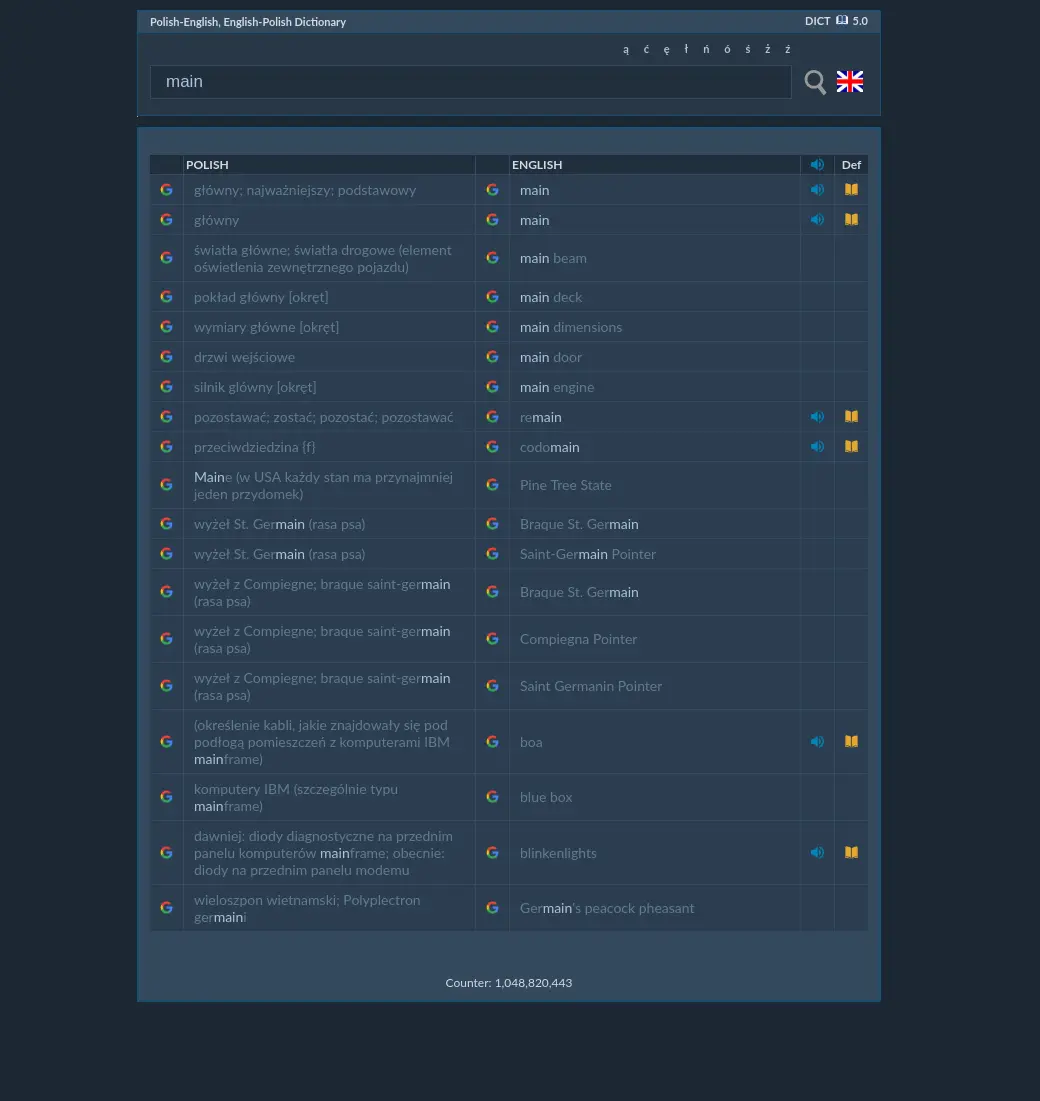 Polish-English, English-Polish Dictionary
DICT 5.0
ą ć ę ł ń ó ś ż ź
main
POLISH ENGLISH Def
główny; najważniejszy; podstawowy main
główny main
światła główne; światła drogowe (element
oświetlenia zewnętrznego pojazdu)
main beam
pokład główny [okręt] main deck
wymiary główne [okręt] main dimensions
drzwi wejściowe main door
silnik główny [okręt] main engine
pozostawać; zostać; pozostać; pozostawać remain
przeciwdziedzina {f} codomain
Maine (w USA każdy stan ma przynajmniej
jeden przydomek)
Pine Tree State
wyżeł St. Germain (rasa psa) Braque St. Germain
wyżeł St. Germain (rasa psa) Saint-Germain Pointer
wyżeł z Compiegne; braque saint-germain
(rasa psa)
Braque St. Germain
wyżeł z Compiegne; braque saint-germain
(rasa psa)
Compiegna Pointer
wyżeł z Compiegne; braque saint-germain
(rasa psa)
Saint Germanin Pointer
(określenie kabli, jakie znajdowały się pod
podłogą pomieszczeń z komputerami IBM
mainframe)
boa
komputery IBM (szczególnie typu
mainframe)
blue box
dawniej: diody diagnostyczne na przednim
panelu komputerów mainframe; obecnie:
diody na przednim panelu modemu
blinkenlights
wieloszpon wietnamski; Polyplectron
germaini
Germain's peacock pheasant
Counter: 1,048,820,443